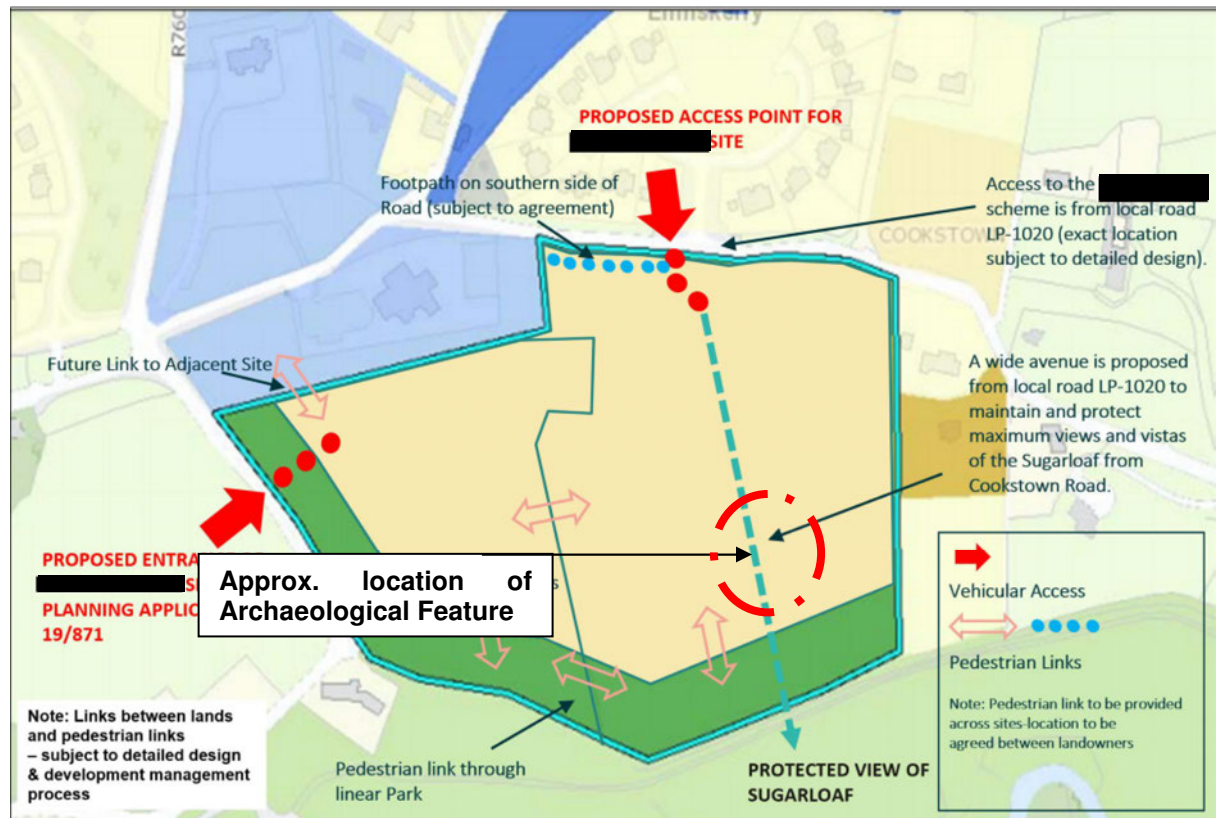 R760
PROPOSED ACCESS POINT FOR
SITE
Footpath on southern side of
Road (subject to agreement)
Access to the
scheme is from local road
LP-1020 (exact location
subject to detailed design).
COOKSTOWN
Future Link to Adjacent Site
A wide avenue is proposed
from local road LP-1020 to
maintain and protect
maximum views and vistas
of the Sugarloaf from
Cookstown Road.
PROPOSED
PLANNING
19/871
Approx. location of
Archaeological Feature
Vehicular Access
Pedestrian Links
Note: Pedestrian link to be provided
across sites-location to be
agreed between landowners
Note: Links between lands
and pedestrian links
– subject to detailed design
& development management
process
Pedestrian link through
linear Park
PROTECTED VIEW OF
SUGARLOAF